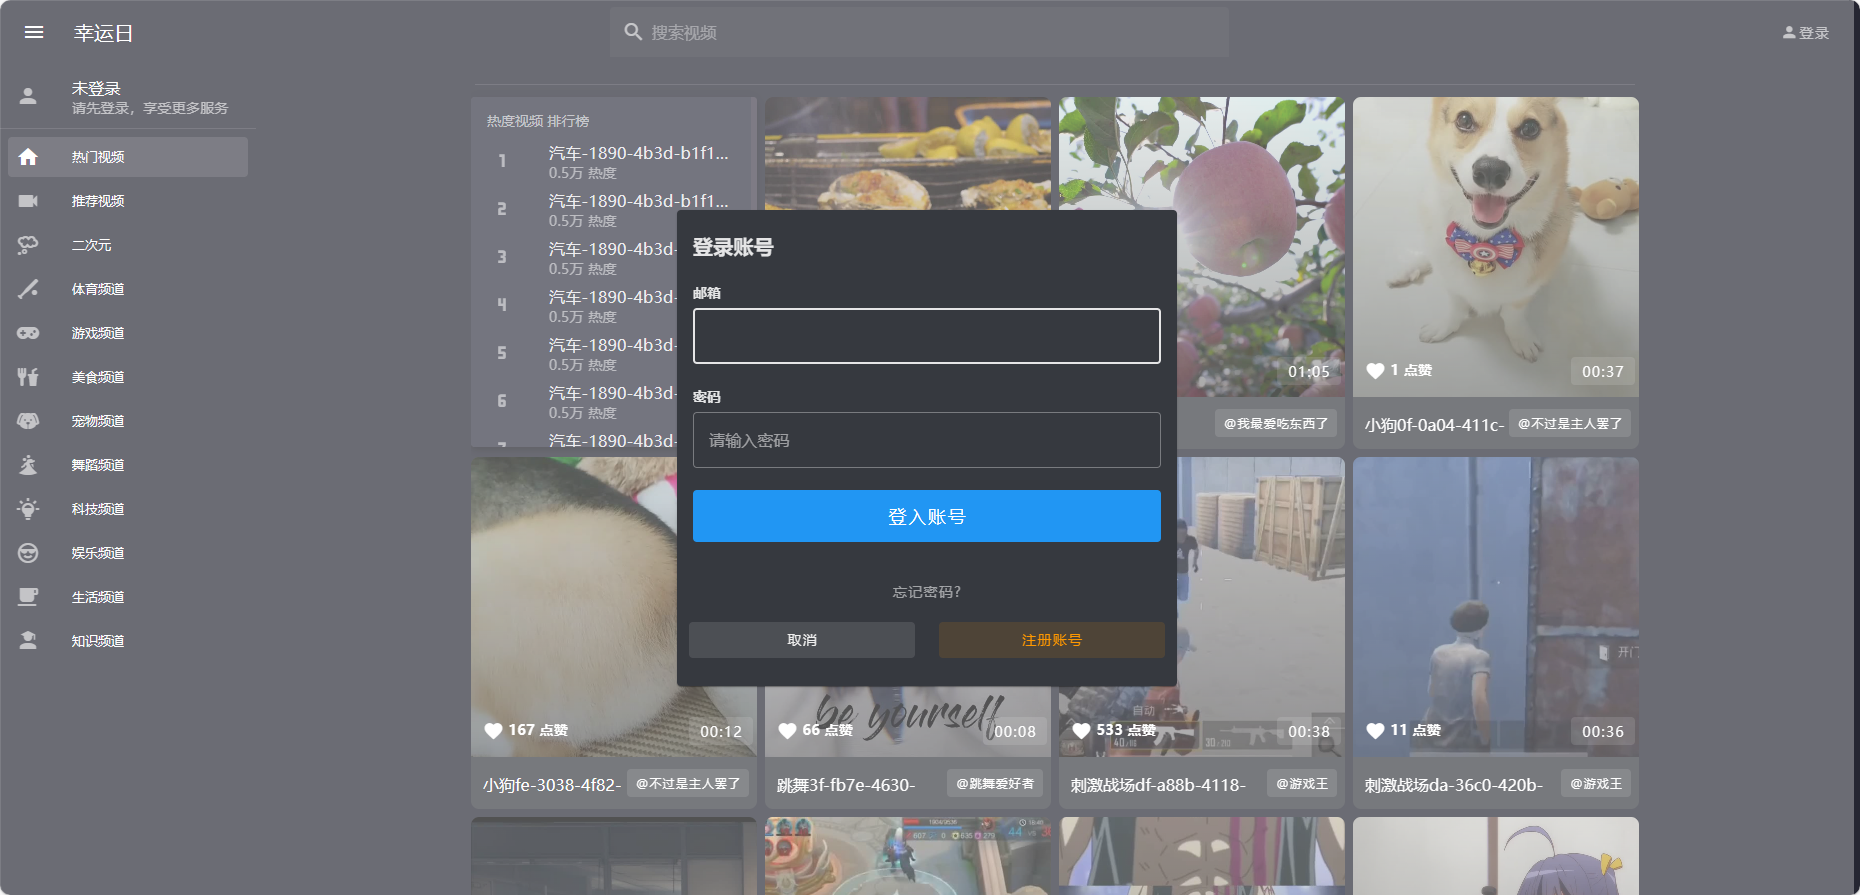 幸运日
搜索视频
登录
未登录
请先登录，享受更多服务
热门视频
推荐视频
二次元
体育频道
游戏频道
美食频道
宠物频道
舞蹈频道
科技频道
娱乐频道
生活频道
知识频道
热度视频 排行榜
1
汽车-1890-4b3d-b1f1...
0.5万 热度
2
汽车-1890-4b3d-b1f1...
0.5万 热度
3
汽车-1890-4b3d-
0.5万 热度
4
汽车-1890-4b3d-
0.5万 热度
5
汽车-1890-4b3d-
0.5万 热度
6
汽车-1890-4b3d-
0.5万 热度
汽车-1890-4b3d-
登录账号
邮箱
密码
请输入密码
登入账号
忘记密码?
取消
注册账号
01:05
@我最爱吃东西了
1 点赞
00:37
小狗0f-0a04-411c-
@不过是主人罢了
167 点赞
00:12
小狗fe-3038-4f82-
@不过是主人罢了
be yourself
66 点赞
00:08
跳舞3f-fb7e-4630-
@跳舞爱好者
自动
533 点赞
00:38
刺激战场df-a88b-4118-
@游戏王
开门
11 点赞
00:36
刺激战场da-36c0-420b-
@游戏王